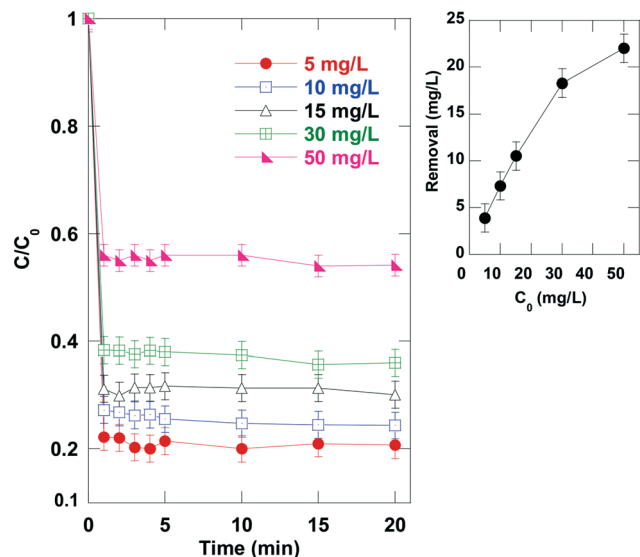 1
0.8
0.6
0.4
0.2
0.1
C/C0
5 mg/L
10 mg/L
15 mg/L
30 mg/L
50 mg/L
0
5
10
15
20
Time (min)
25
20
15
10
5
0
Removal (mg/L)
0 10 20 30 40 50
C0 (mg/L)